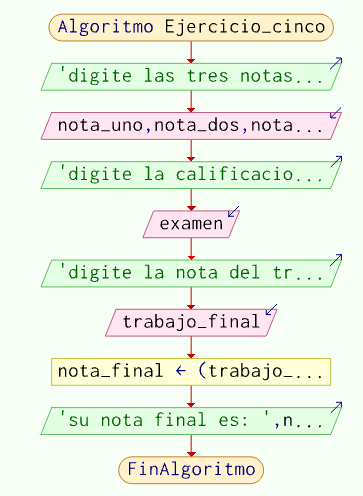 Algoritmo Ejercicio_cinco
'digite las tres notas...
nota_uno,nota_dos,nota...
'digite la calificacio...
examen
'digite la nota del tr...
trabajo_final
nota_final ← (trabajo_...
'su nota final es: ',n...
FinAlgoritmo